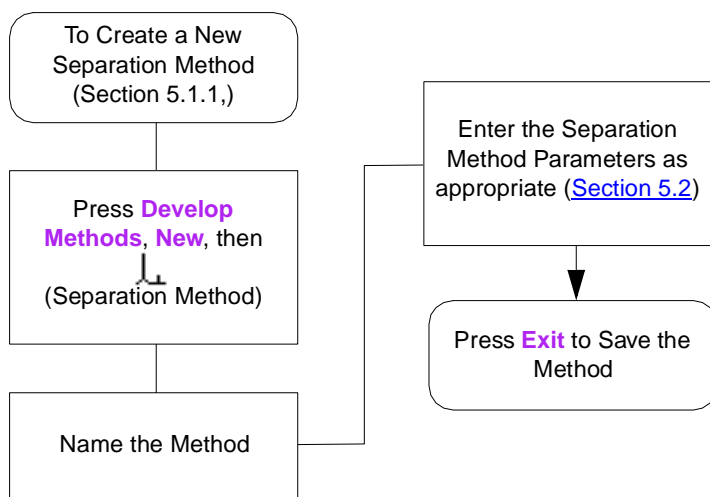 To Create a New
Separation Method
(Section 5.1.1,)
Press Develop
Methods, New, then
(Separation Method)
Name the Method
Enter the Separation
Method Parameters as
appropriate (Section 5.2)
Press Exit to Save the
Method